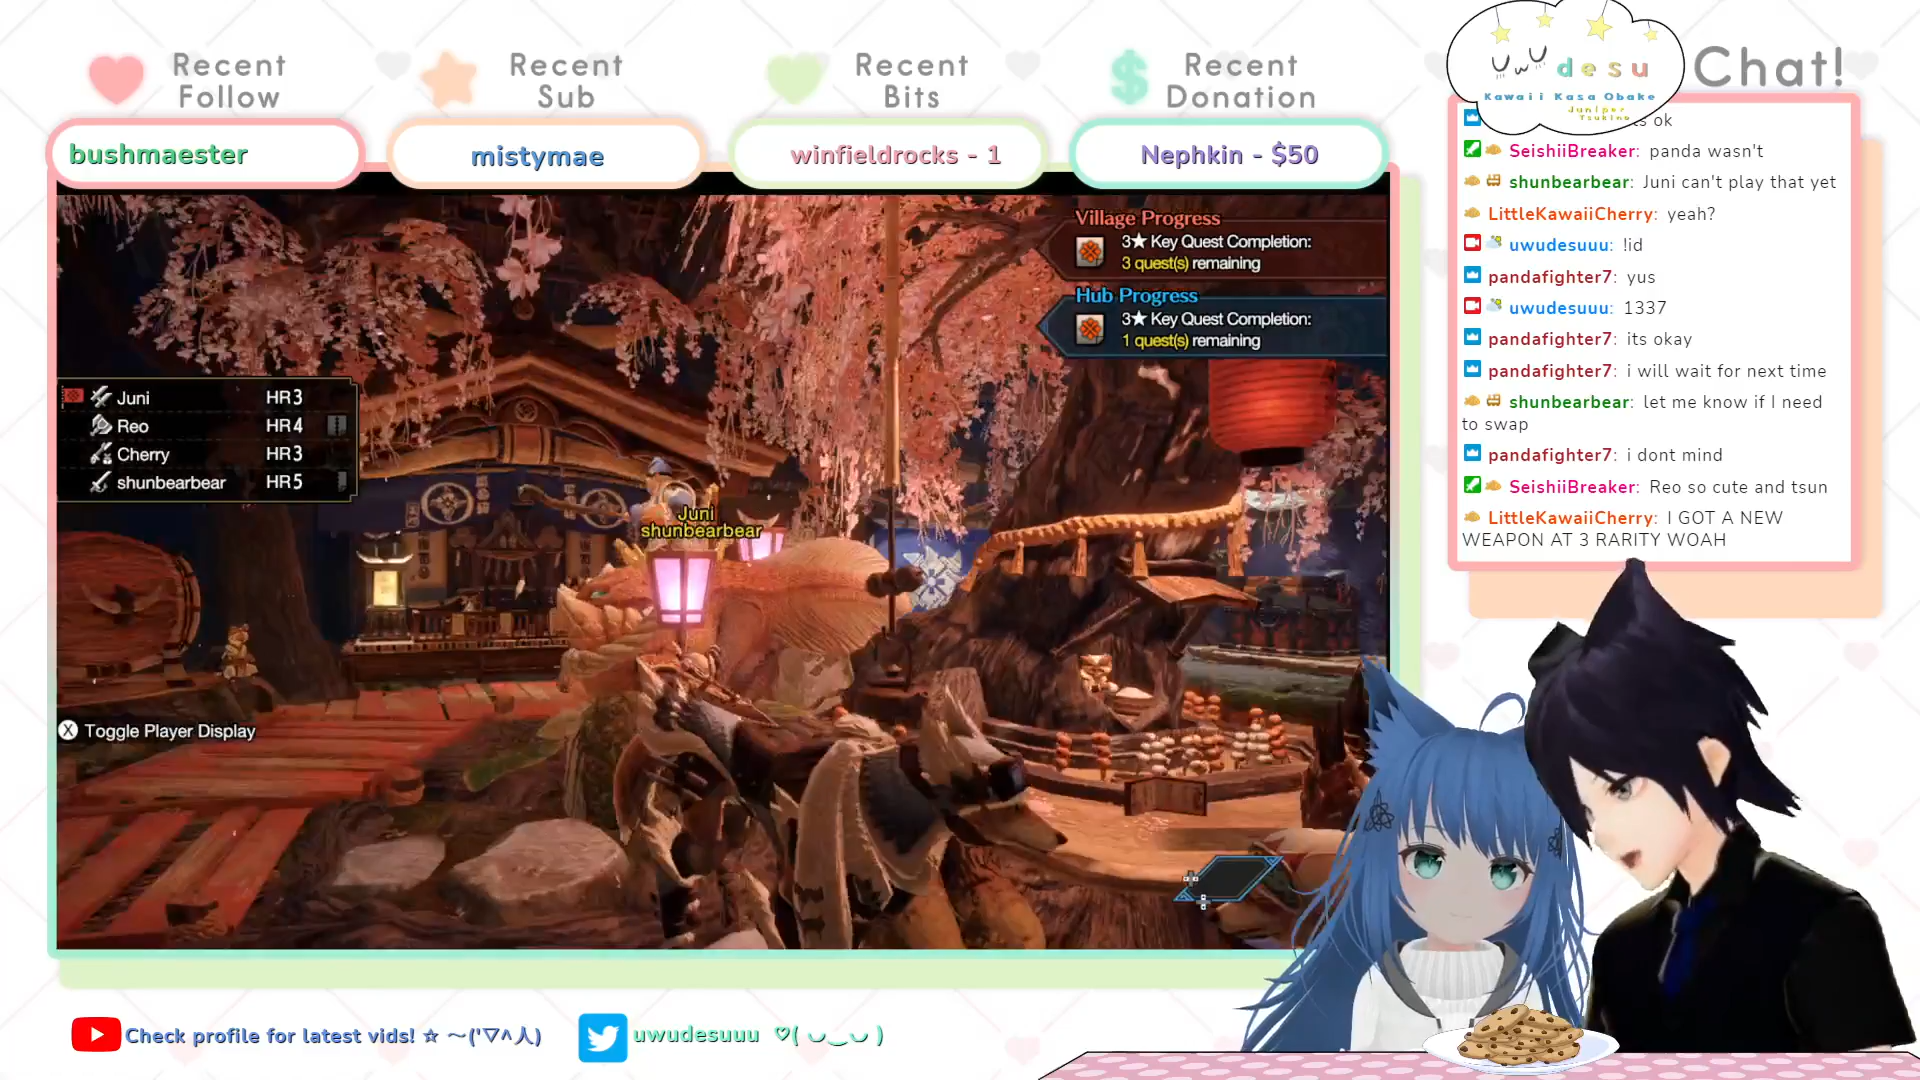 Recent
Follow
Recent
Sub
Recent
Bits
Recent
Donation
bushmaester
mistymae
winfieldrocks - 1
Nephkin - $50
UwU desu
Kawaii Kasa Obake
Juniper
Tsukino
Chat!
Village Progress
3★ Key Quest Completion:
3 quest(s) remaining
Hub Progress
3★ Key Quest Completion:
1 quest(s) remaining
Juni HR3
Reo HR4
Cherry HR3
shunbearbear HR5
Juni
shunbearbear
X Toggle Player Display
ok
SeishiiBreaker: panda wasn't
shunbearbear: Juni can't play that yet
LittleKawaiiCherry: yeah?
uwudesuuu: !id
pandafighter7: yus
uwudesuuu: 1337
pandafighter7: its okay
pandafighter7: i will wait for next time
shunbearbear: let me know if I need
to swap
pandafighter7: i dont mind
SeishiiBreaker: Reo so cute and tsun
LittleKawaiiCherry: I GOT A NEW
WEAPON AT 3 RARITY WOAH
Check profile for latest vids! ☆ ～('▽^人)
uwudesuuu ♡( ᴗ‿ᴗ )